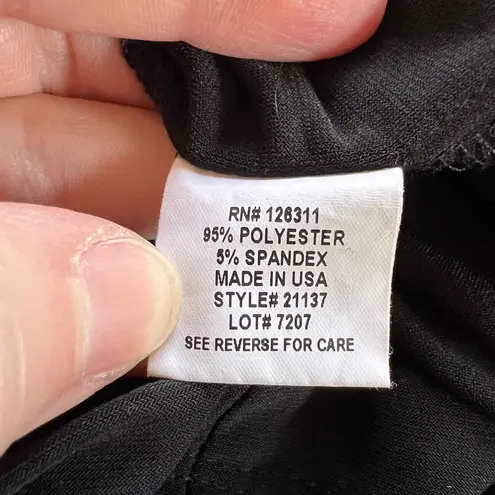 RN# 126311
95% POLYESTER
5% SPANDEX
MADE IN USA
STYLE# 21137
LOT# 7207
SEE REVERSE FOR CARE